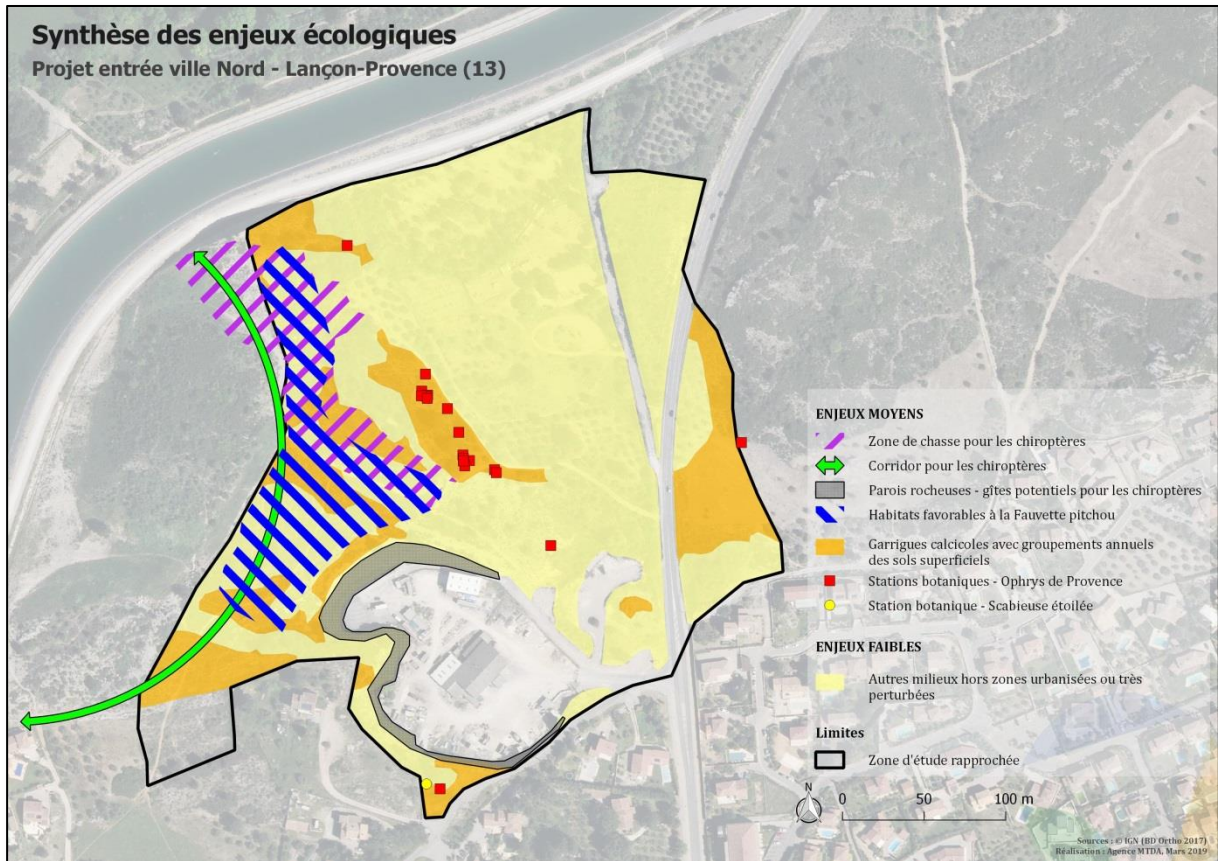 Synthèse des enjeux écologiques
Projet entrée ville Nord - Lançon-Provence (13)
ENJEUX MOYENS
Zone de chasse pour les chiroptères
Corridor pour les chiroptères
Parois rocheuses - gîtes potentiels pour les chiroptères
Habitats favorables à la Fauvette pitchou
Garrigues calcicoles avec groupements annuels
des sols superficiels
Stations botaniques - Ophrys de Provence
Station botanique - Scabieuse étoilée
ENJEUX FAIBLES
Autres milieux hors zones urbanisées ou très
perturbées
Limites
Zone d'étude rapprochée
N
0 50 100 m
Sources : © IGN (BD Ortho 2017)
Réalisation : Agence MTDA, Mars 2019